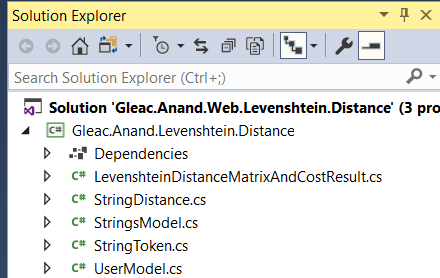 Solution Explorer
Search Solution Explorer (Ctrl+;)
Solution 'Gleac.Anand.Web.Levenshtein.Distance' (3 pro
C# Gleac.Anand.Levenshtein.Distance
Dependencies
C# LevenshteinDistanceMatrixAndCostResult.cs
C# StringDistance.cs
C# StringsModel.cs
C# StringToken.cs
C# UserModel.cs